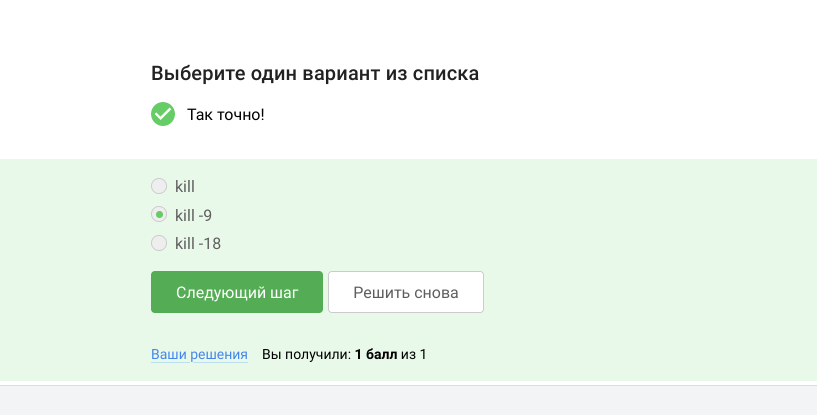 Выберите один вариант из списка
Так точно!
kill
kill -9
kill -18
Следующий шаг Решить снова
Ваши решения Вы получили: 1 балл из 1